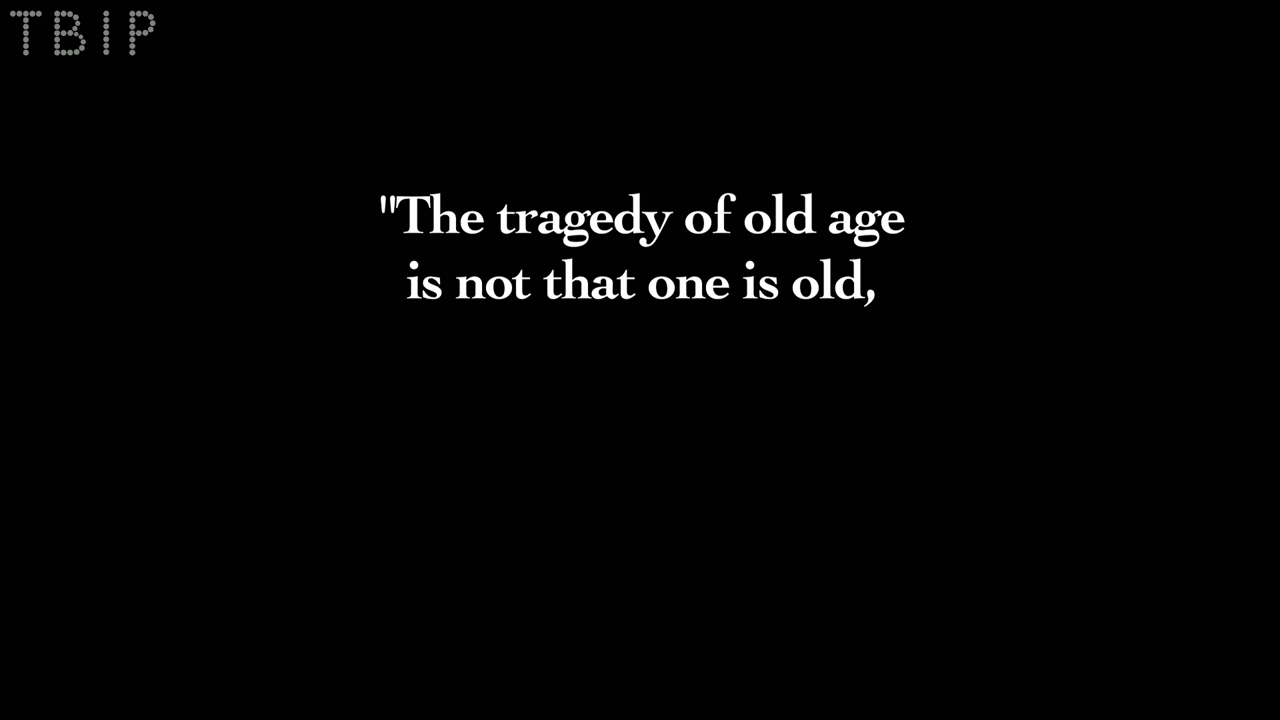 TBIP
"The tragedy of old age
is not that one is old,